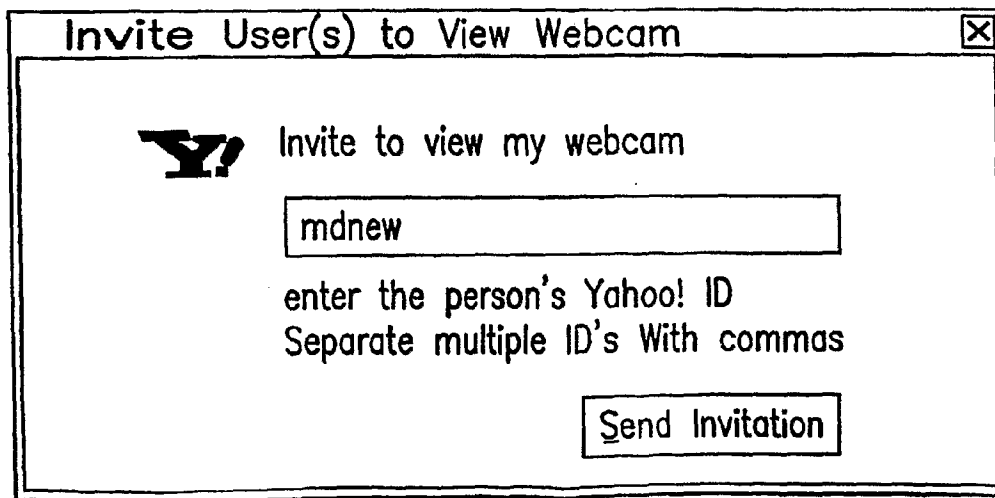 Invite User(s) to View Webcam
Y! Invite to view my webcam
mdnew
enter the person's Yahoo! ID
Separate multiple ID's With commas
Send Invitation